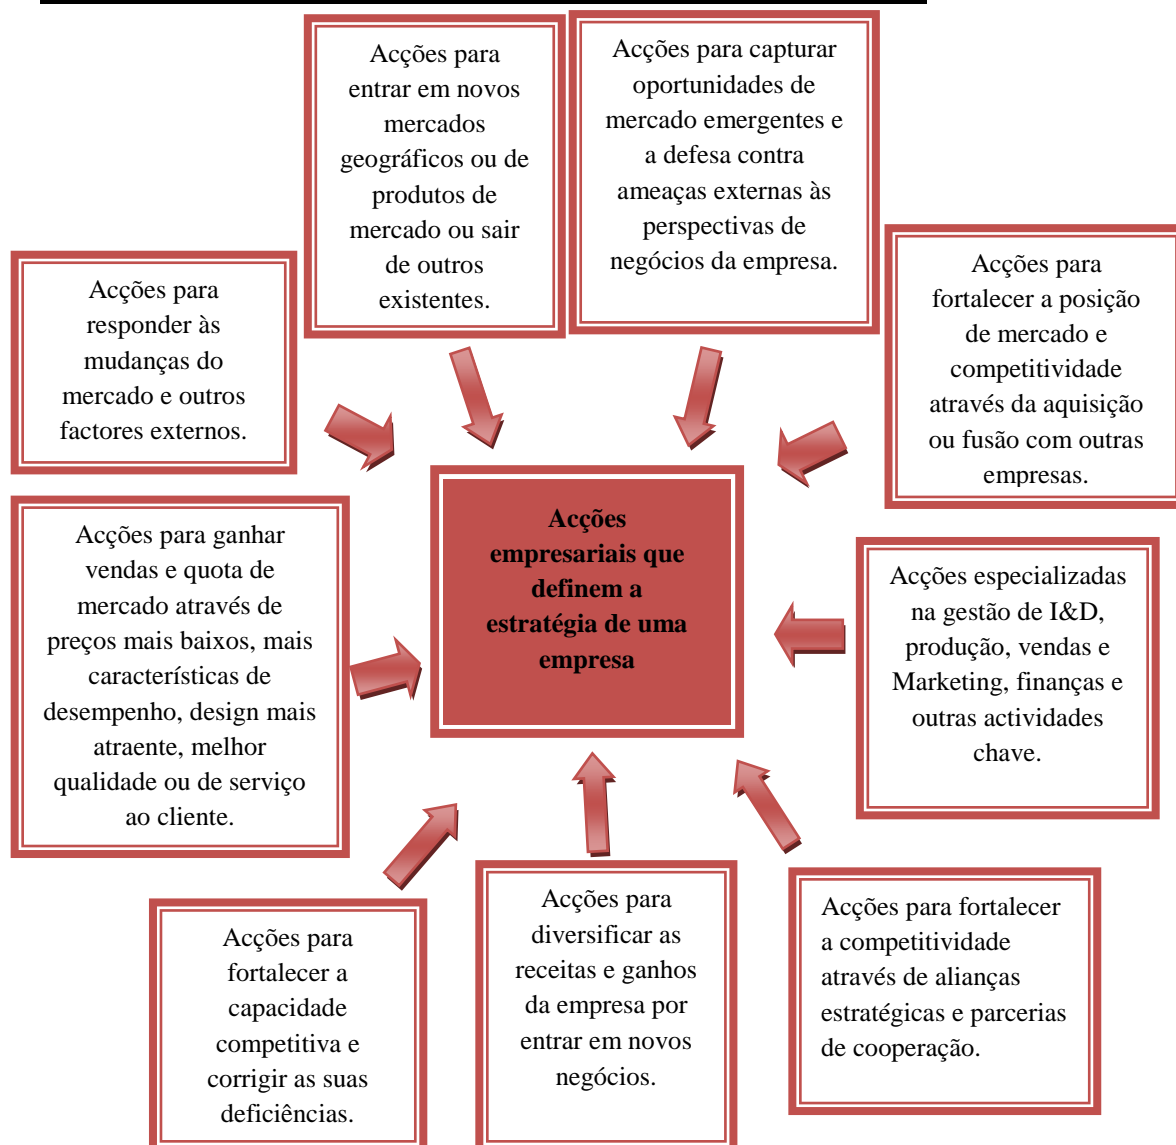 Acções para
entrar em novos
mercados
geográficos ou de
produtos de
mercado ou sair
de outros
existentes.
Acções para capturar
oportunidades de
mercado emergentes e
a defesa contra
ameaças externas às
perspectivas de
negócios da empresa.
Acções para
responder às
mudanças do
mercado e outros
factores externos.
Acções para
fortalecer a posição
de mercado e
competitividade
através da aquisição
ou fusão com outras
empresas.
Acções
empresariais que
definem a
estratégia de uma
empresa
Acções para ganhar
vendas e quota de
mercado através de
preços mais baixos, mais
características de
desempenho, design mais
atraente, melhor
qualidade ou de serviço
ao cliente.
Acções especializadas
na gestão de I&D,
produção, vendas e
Marketing, finanças e
outras actividades
chave.
Acções para
fortalecer a
capacidade
competitiva e
corrigir as suas
deficiências.
Acções para
diversificar as
receitas e ganhos
da empresa por
entrar em novos
negócios.
Acções para fortalecer
a competitividade
através de alianças
estratégicas e parcerias
de cooperação.